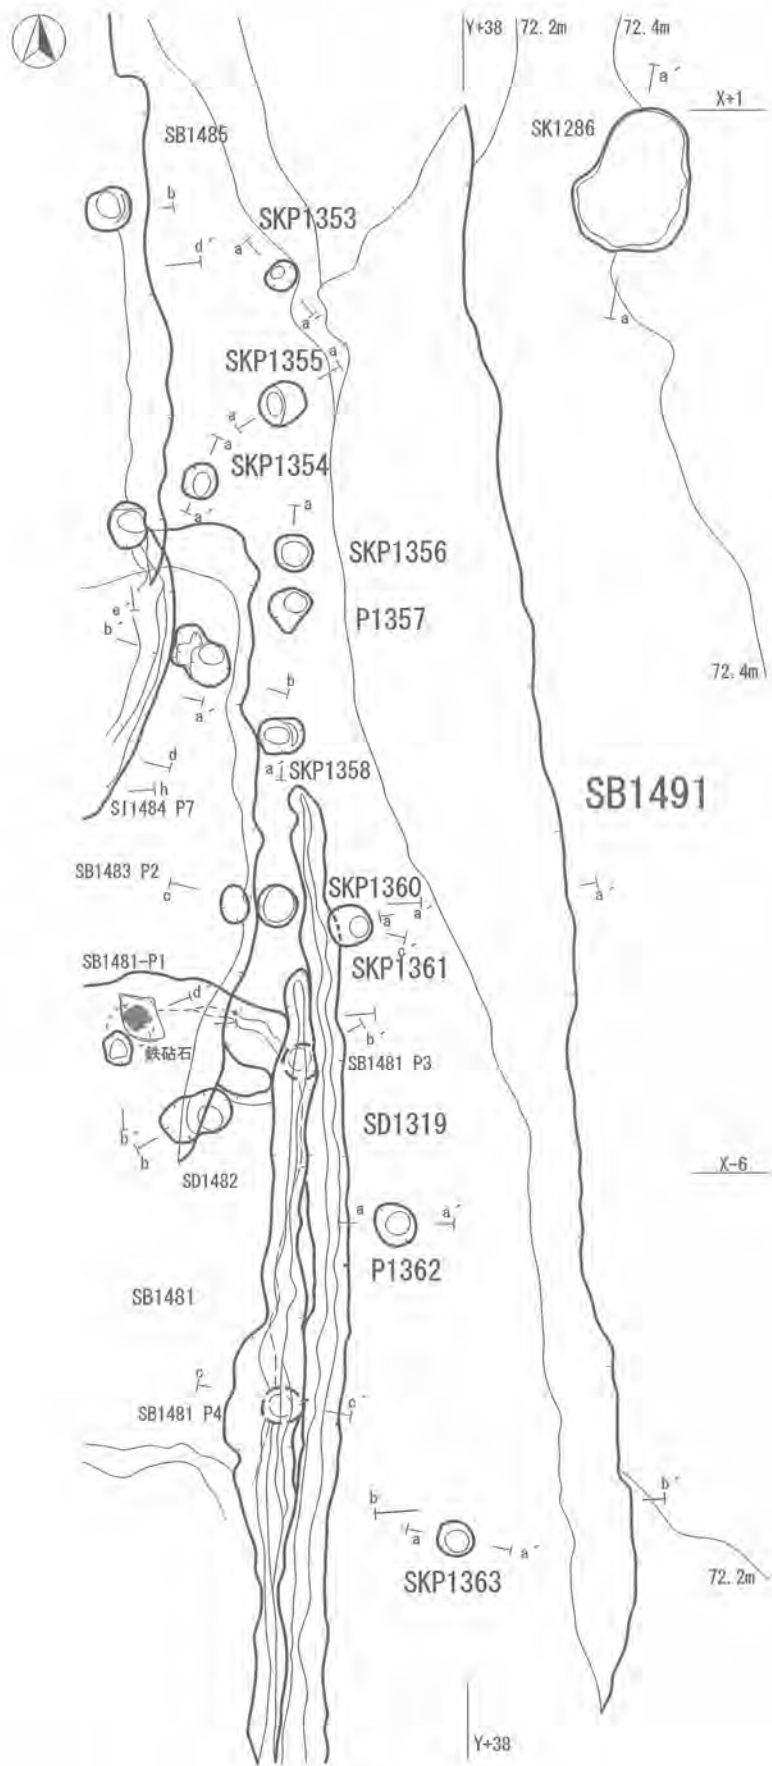 Y+38
72.2m
72.4m
a´
X+1
SB1485
SK1286
b
SKP1353
d´
a
a´
a
a´
SKP1355
a
a
SKP1354
a´
a
SKP1356
P1357
e´
b´
72.4m
a´
b
d
a´
SKP1358
h
SI1484 P7
SB1491
SB1483 P2
c
SKP1360
a´
a
a´
c´
SKP1361
SB1481-P1
d´
b´
鉄砧石
SB1481 P3
SD1319
b´
b
SD1482
X-6
a
a´
P1362
SB1481
c
SB1481 P4
c´
b
b´
a
a´
SKP1363
72.2m
Y+38